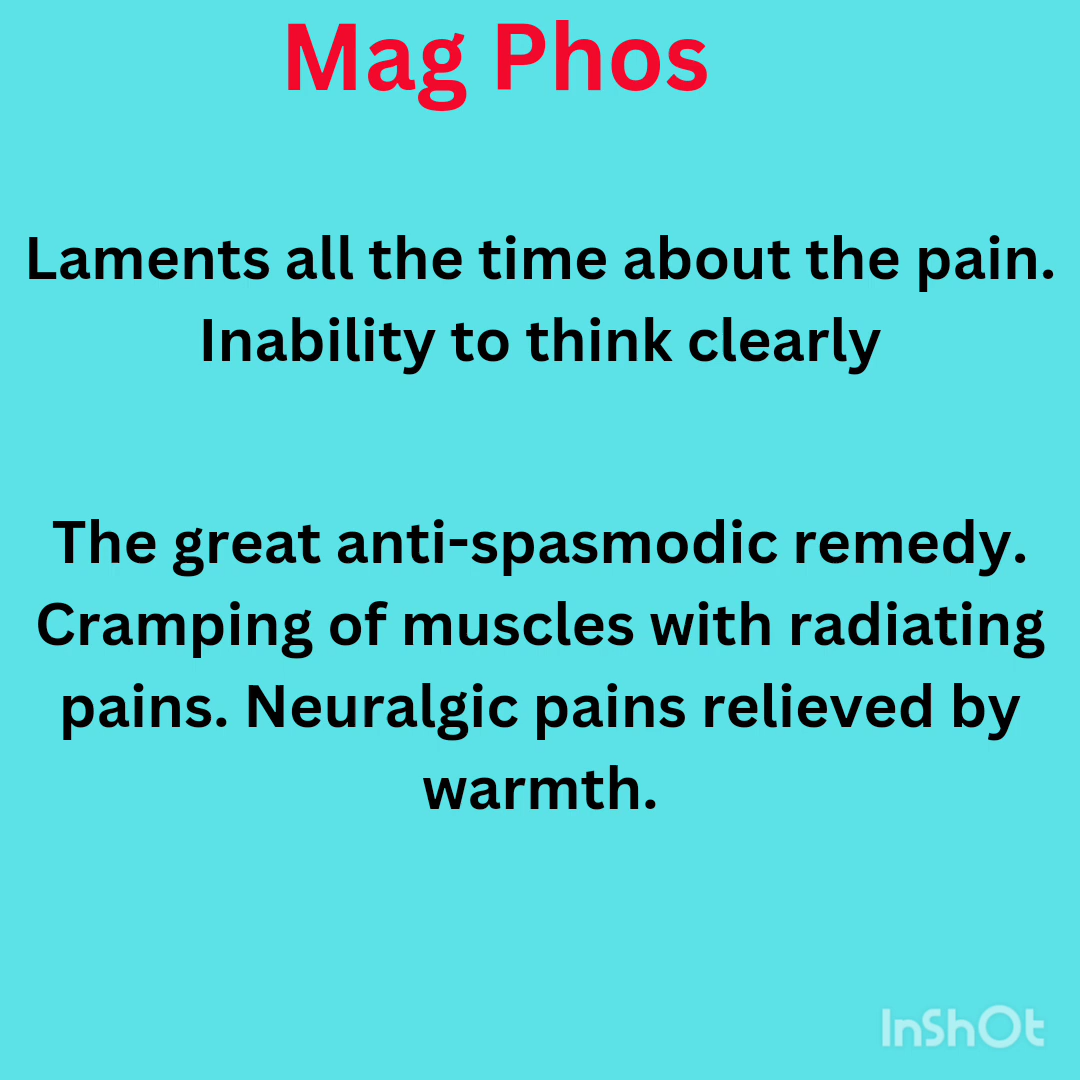 Mag Phos
Laments all the time about the pain.
Inability to think clearly
The great anti-spasmodic remedy.
Cramping of muscles with radiating
pains. Neuralgic pains relieved by
warmth.
InShOt